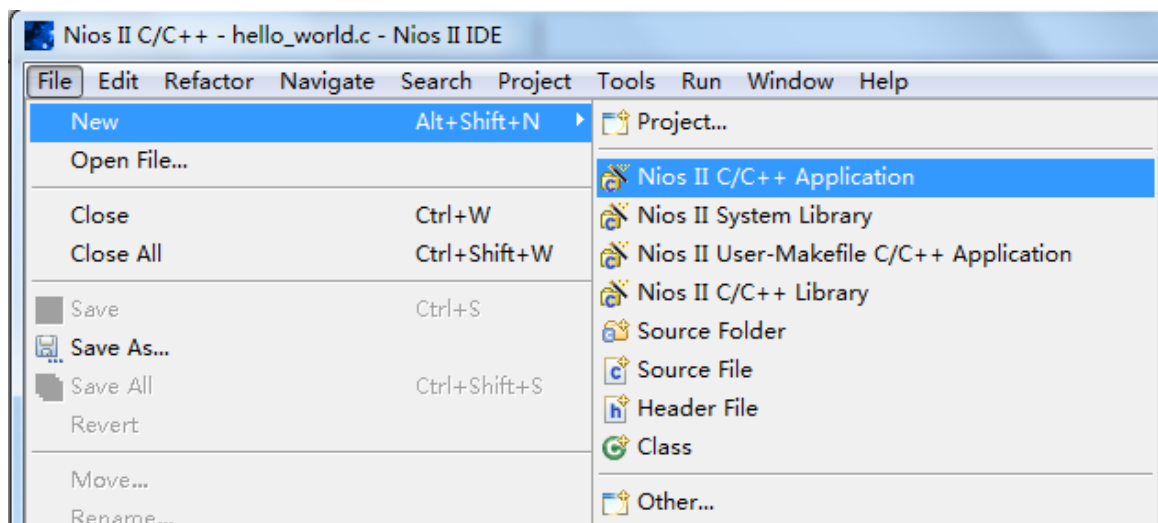 Nios II C/C++ - hello_world.c - Nios II IDE
File Edit Refactor Navigate Search Project Tools Run Window Help
New Alt+Shift+N
Open File...
Close Ctrl+W
Close All Ctrl+Shift+W
Save Ctrl+S
Save As...
Save All Ctrl+Shift+S
Revert
Move...
Rename...
Project...
Nios II C/C++ Application
Nios II System Library
Nios II User-Makefile C/C++ Application
Nios II C/C++ Library
Source Folder
Source File
Header File
Class
Other...